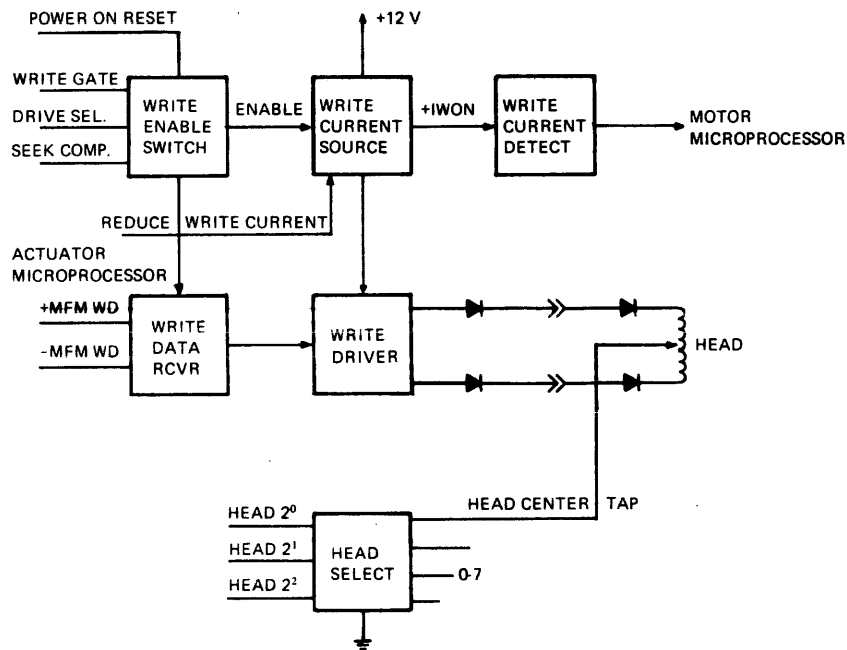 POWER ON RESET
+12 V
WRITE GATE
DRIVE SEL.
SEEK COMP.
WRITE
ENABLE
SWITCH
ENABLE
WRITE
CURRENT
SOURCE
+IWON
WRITE
CURRENT
DETECT
MOTOR
MICROPROCESSOR
REDUCE WRITE CURRENT
ACTUATOR
MICROPROCESSOR
+MFM WD
-MFM WD
WRITE
DATA
RCVR
WRITE
DRIVER
HEAD
HEAD CENTER TAP
HEAD 2⁰
HEAD 2¹
HEAD 2²
HEAD
SELECT
0-7